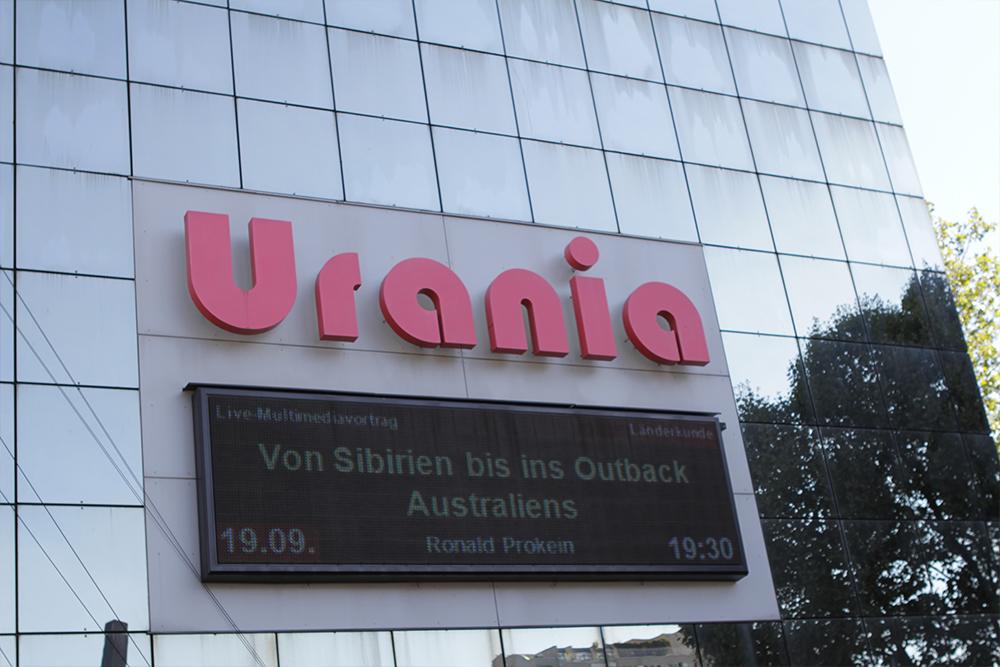 Urania
Live-Multimediavortrag
Länderkunde
Von Sibirien bis ins Outback
Australiens
19.09.
Ronald Prokein
19:30